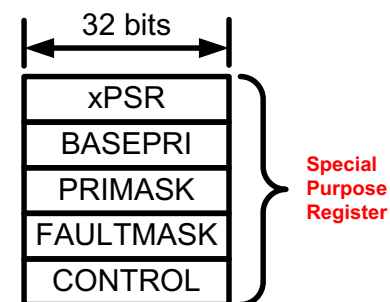 32 bits
xPSR
BASEPRI
PRIMASK
FAULTMASK
CONTROL
Special
Purpose
Register